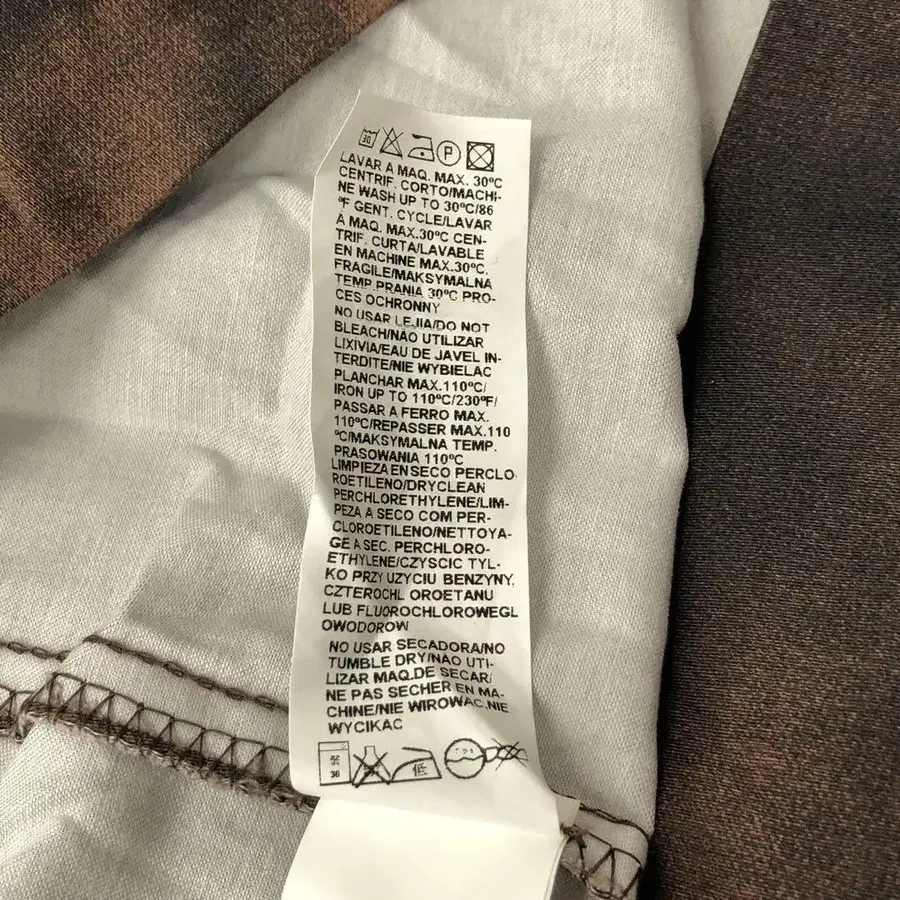 30 P
LAVAR A MAQ. MAX. 30ºC
CENTRIF. CORTO/MACHI-
NE WASH UP TO 30ºC/86
ºF GENT. CYCLE/LAVAR
A MAQ. MAX.30ºC CEN-
TRIF. CURTA/LAVABLE
EN MACHINE MAX.30ºC.
FRAGILE/MAKSYMALNA
TEMP.PRANIA 30ºC PRO-
CES OCHRONNY
NO USAR LEJIA/DO NOT
BLEACH/NÃO UTILIZAR
LIXIVIA/EAU DE JAVEL IN-
TERDITE/NIE WYBIELAC
PLANCHAR MAX.110ºC/
IRON UP TO 110ºC/230ºF/
PASSAR A FERRO MAX.
110ºC/REPASSER MAX.110
ºC/MAKSYMALNA TEMP.
PRASOWANIA 110ºC
LIMPIEZA EN SECO PERCLO-
ROETILENO/DRYCLEAN
PERCHLORETHYLENE/LIM-
PEZA A SECO COM PER-
CLOROETILENO/NETTOYA-
GE A SEC. PERCHLORO-
ETHYLENE/CZYSCIC TYL-
KO PRZY UZYCIU BENZYNY,
CZTEROCHL OROETANU
LUB FLUOROCHLOROWEGL
OWODOROW
NO USAR SECADORA/NO
TUMBLE DRY/NÃO UTI-
LIZAR MAQ.DE SECAR/
NE PAS SECHER EN MA-
CHINE/NIE WIROWAC.NIE
WYCIKAC
30 低